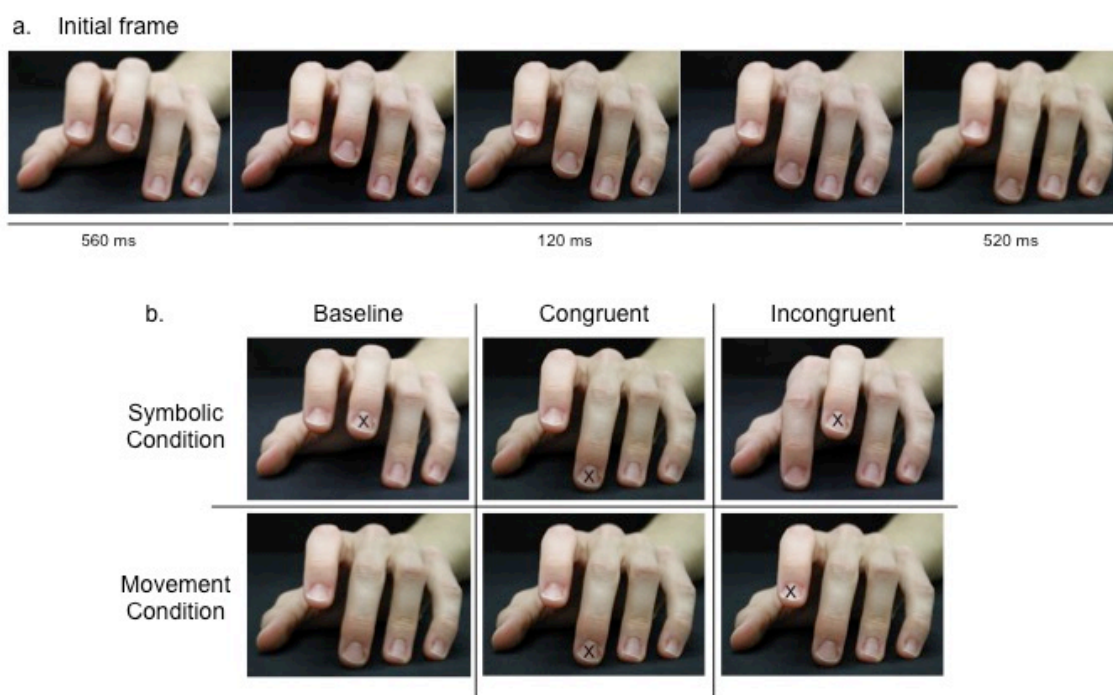 a. Initial frame
560 ms 120 ms 520 ms
b. Baseline Congruent Incongruent
Symbolic
Condition
X X X
Movement
Condition
X X